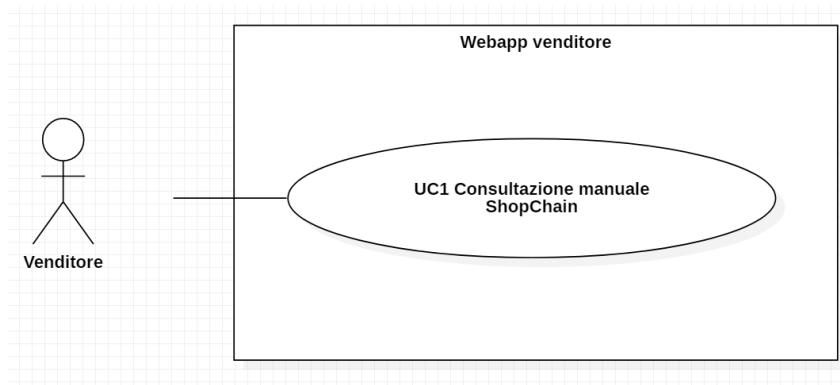 Webapp venditore
UC1 Consultazione manuale
ShopChain
Venditore